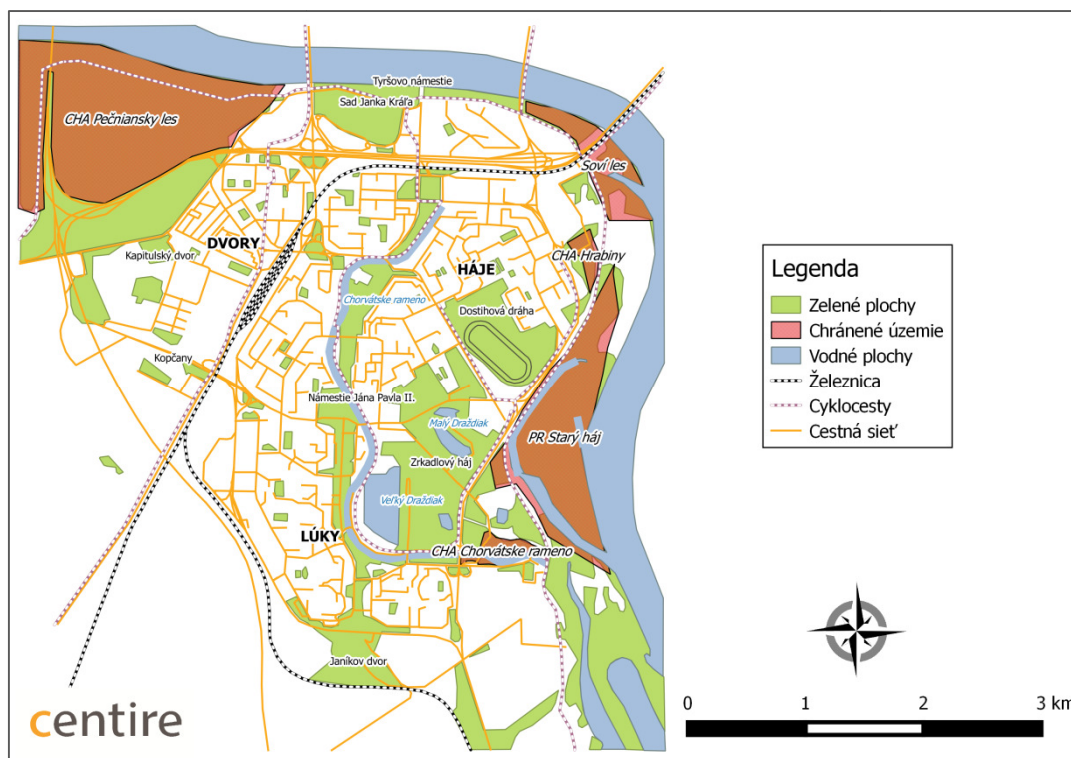 Tyršovo námestie
Sad Janka Kráľa
CHA Pečniansky les
Soví les
DVORY
Kapitulský dvor
HÁJE
CHA Hrabiny
Chorvátske rameno
Dostihová dráha
Kopčany
Námestie Jána Pavla II.
Malý Draždiak
PR Starý háj
Zrkadlový háj
Veľký Draždiak
LÚKY
CHA Chorvátske rameno
Janíkov dvor
centire
Legenda
Zelené plochy
Chránené územie
Vodné plochy
Železnica
Cyklocesty
Cestná sieť
0 1 2 3 km